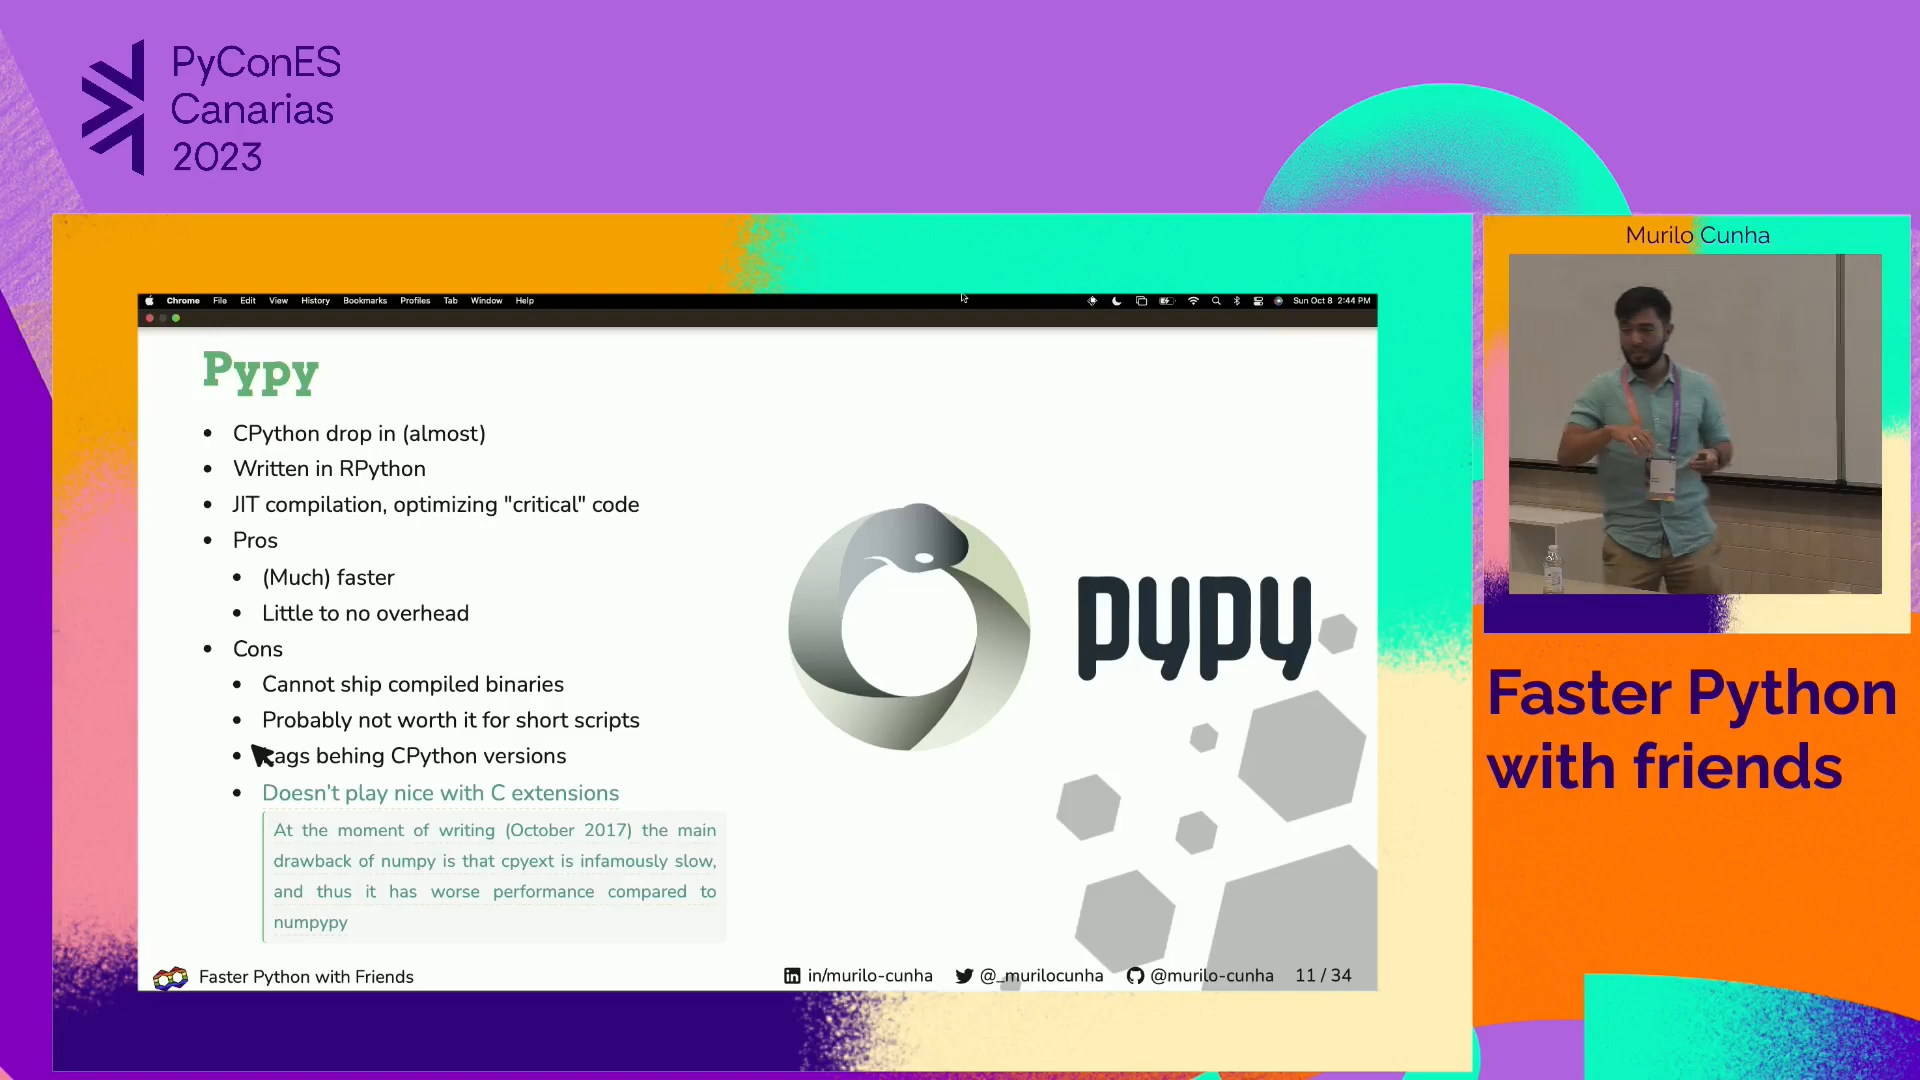 PyConES
Canarias
2023
Murilo Cunha
Chrome File Edit View History Bookmarks Profiles Tab Window Help
Sun Oct 8 2:44 PM
Pypy
CPython drop in (almost)
Written in RPython
JIT compilation, optimizing "critical" code
Pros
(Much) faster
Little to no overhead
Cons
Cannot ship compiled binaries
Probably not worth it for short scripts
ags behing CPython versions
Doesn't play nice with C extensions
At the moment of writing (October 2017) the main
drawback of numpy is that cpyext is infamously slow,
and thus it has worse performance compared to
numpypy
pypy
Faster Python with Friends
in/murilo-cunha @_murilocunha @murilo-cunha 11 / 34
Faster Python
with friends